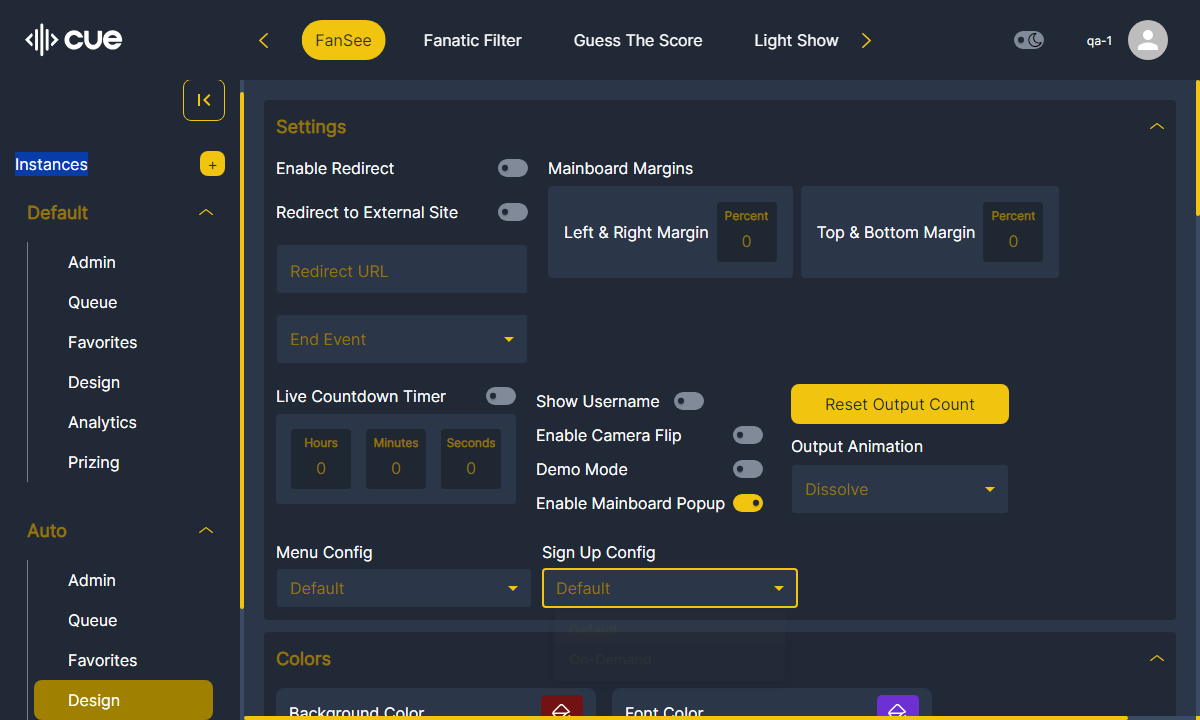 cue
FanSee
Fanatic Filter
Guess The Score
Light Show
qa-1
Instances
+
Default
Admin
Queue
Favorites
Design
Analytics
Prizing
Auto
Admin
Queue
Favorites
Design
Settings
Enable Redirect
Redirect to External Site
Redirect URL
End Event
Mainboard Margins
Left & Right Margin
Percent
0
Top & Bottom Margin
Percent
0
Live Countdown Timer
Hours
0
Minutes
0
Seconds
0
Show Username
Enable Camera Flip
Demo Mode
Enable Mainboard Popup
Reset Output Count
Output Animation
Dissolve
Menu Config
Default
Sign Up Config
Default
Default
On-Demand
Colors
Background Color
Font Color